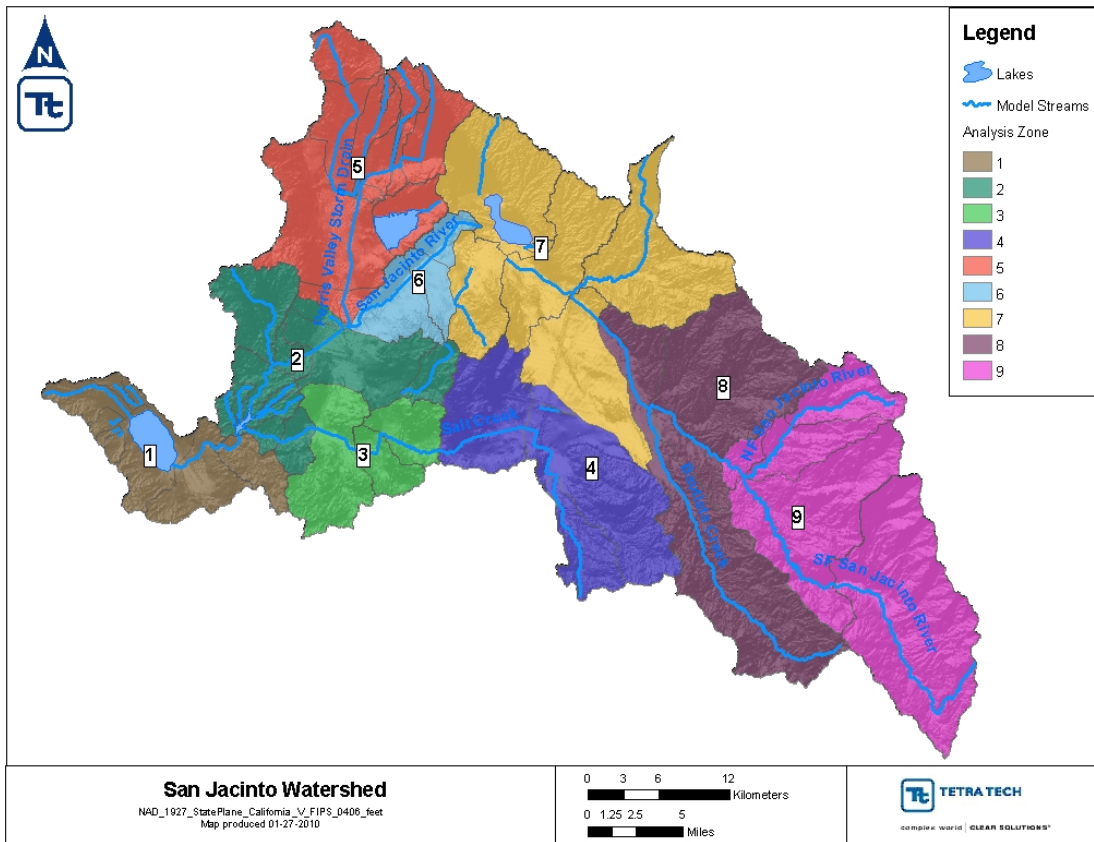 N
Tt
Legend
Lakes
Model Streams
Analysis Zone
1
2
3
4
5
6
7
8
9
5
Perris Valley Storm Drain
San Jacinto River
7
6
2
8
NF San Jacinto River
Salt Creek
1
3
4
Bautista Creek
9
SF San Jacinto River
San Jacinto Watershed
NAD_1927_StatePlane_California_V_FIPS_0406_feet
Map produced 01-27-2010
0 3 6 12
Kilometers
0 1.25 2.5 5
Miles
Tt TETRA TECH
complex world | CLEAR SOLUTIONS